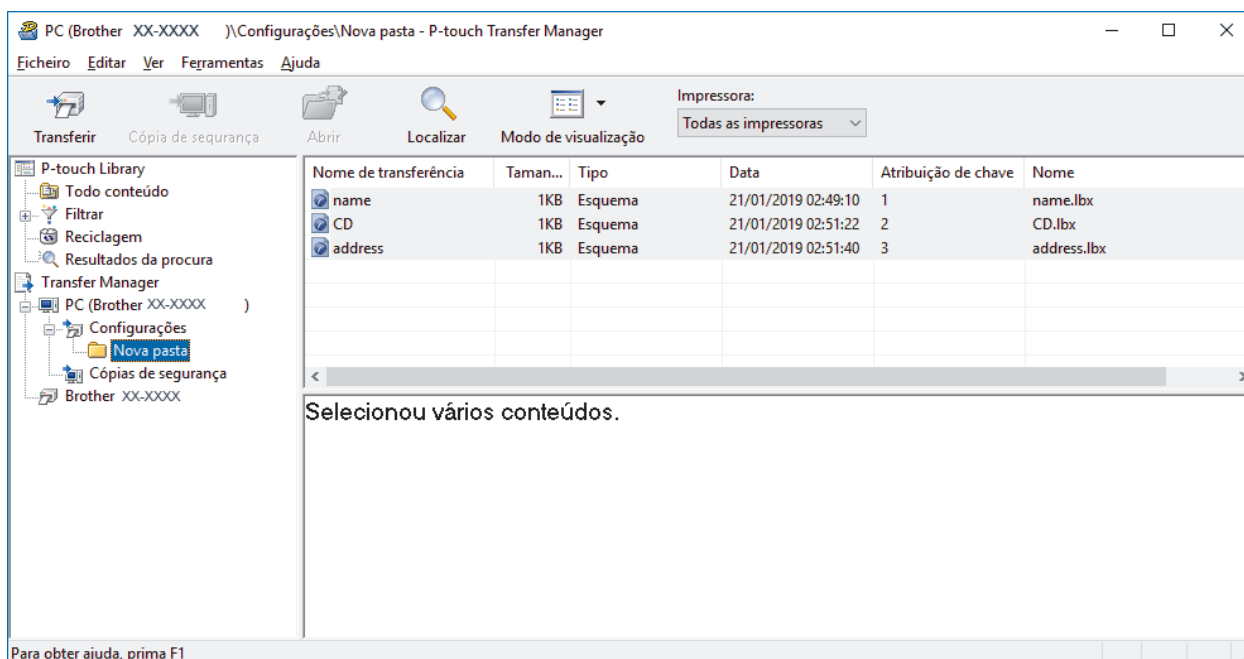 PC (Brother XX-XXXX )\Configurações\Nova pasta - P-touch Transfer Manager
Ficheiro Editar Ver Ferramentas Ajuda
Impressora:
Todas as impressoras
Transferir Cópia de segurança Abrir Localizar Modo de visualização
P-touch Library
Todo conteúdo
Filtrar
Reciclagem
Resultados da procura
Transfer Manager
PC (Brother XX-XXXX )
Configurações
Nova pasta
Cópias de segurança
Brother XX-XXXX
Nome de transferência Taman... Tipo Data Atribuição de chave Nome
name 1KB Esquema 21/01/2019 02:49:10 1 name.lbx
CD 1KB Esquema 21/01/2019 02:51:22 2 CD.lbx
address 1KB Esquema 21/01/2019 02:51:40 3 address.lbx
Selecionou vários conteúdos.
Para obter ajuda, prima F1